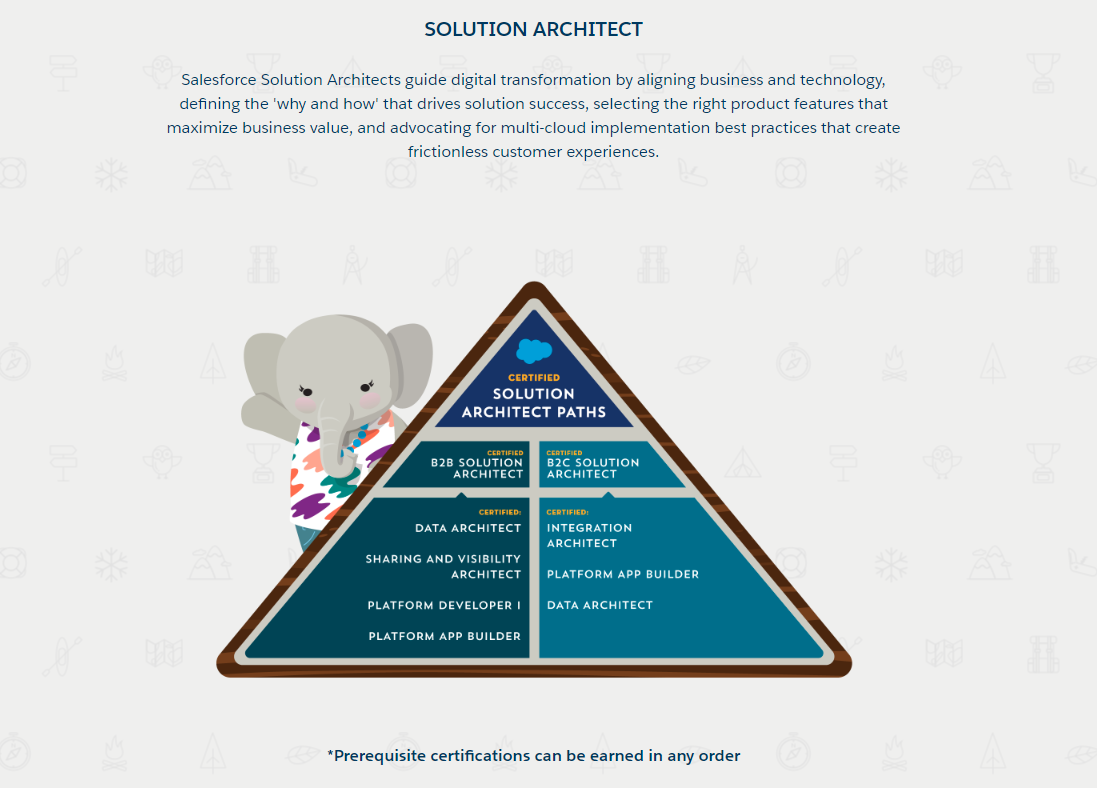 SOLUTION ARCHITECT
Salesforce Solution Architects guide digital transformation by aligning business and technology,
defining the 'why and how' that drives solution success, selecting the right product features that
maximize business value, and advocating for multi-cloud implementation best practices that create
frictionless customer experiences.
CERTIFIED
SOLUTION
ARCHITECT PATHS
CERTIFIED
B2B SOLUTION
ARCHITECT
CERTIFIED
B2C SOLUTION
ARCHITECT
CERTIFIED:
DATA ARCHITECT
SHARING AND VISIBILITY
ARCHITECT
PLATFORM DEVELOPER I
PLATFORM APP BUILDER
CERTIFIED:
INTEGRATION
ARCHITECT
PLATFORM APP BUILDER
DATA ARCHITECT
*Prerequisite certifications can be earned in any order